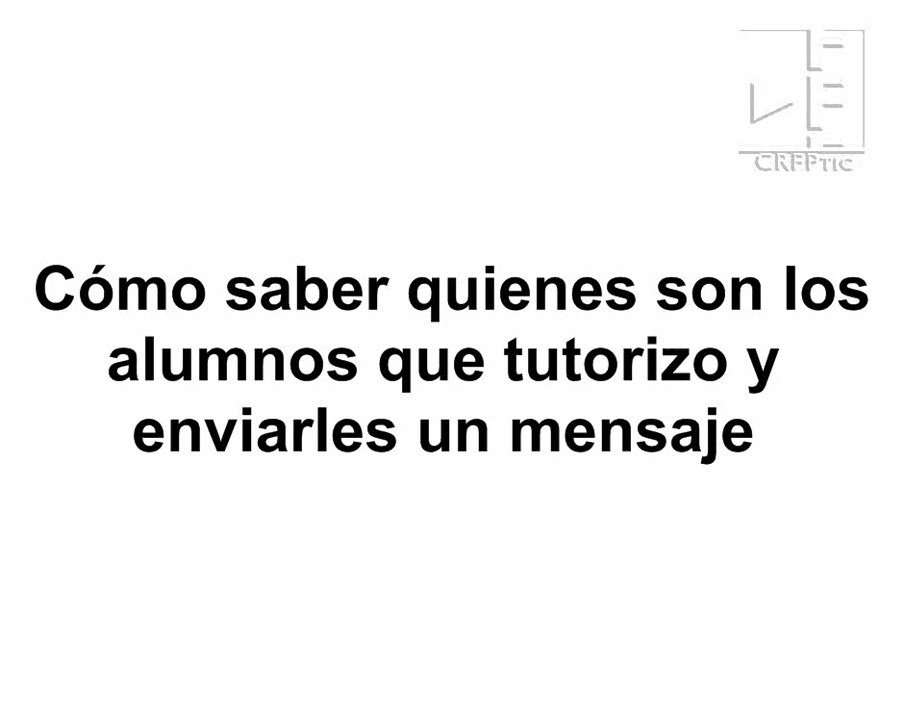 CRFPTIC
Cómo saber quienes son los
alumnos que tutorizo y
enviarles un mensaje